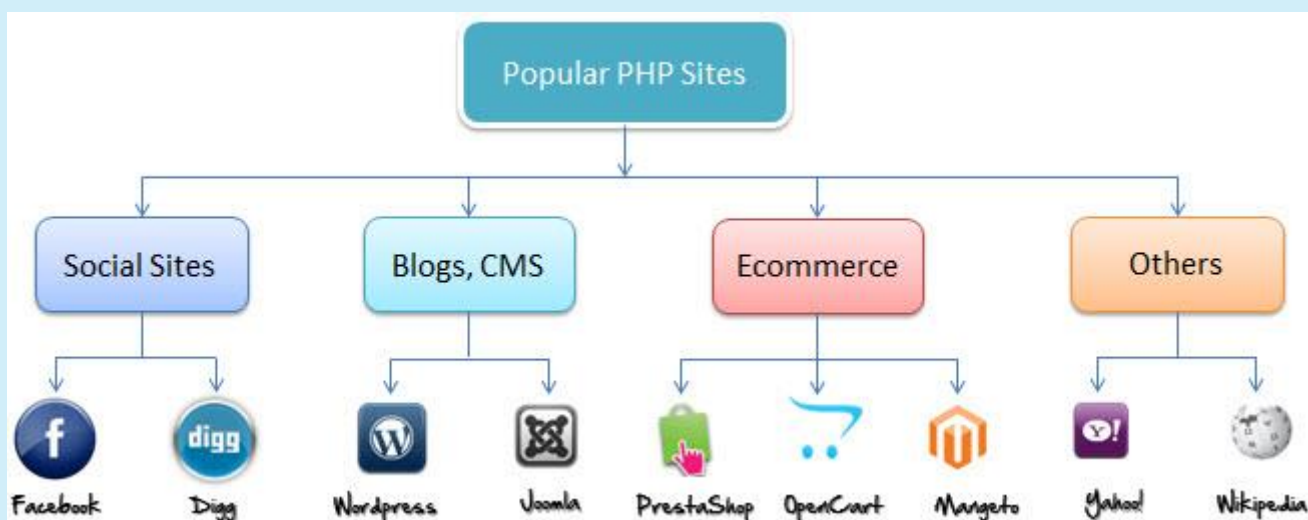 Popular PHP Sites
Social Sites
Blogs, CMS
Ecommerce
Others
f
digg
W
Y!
Facebook
Digg
Wordpress
Joomla
PrestaShop
OpenCart
Mangeto
Yahoo!
Wikipedia